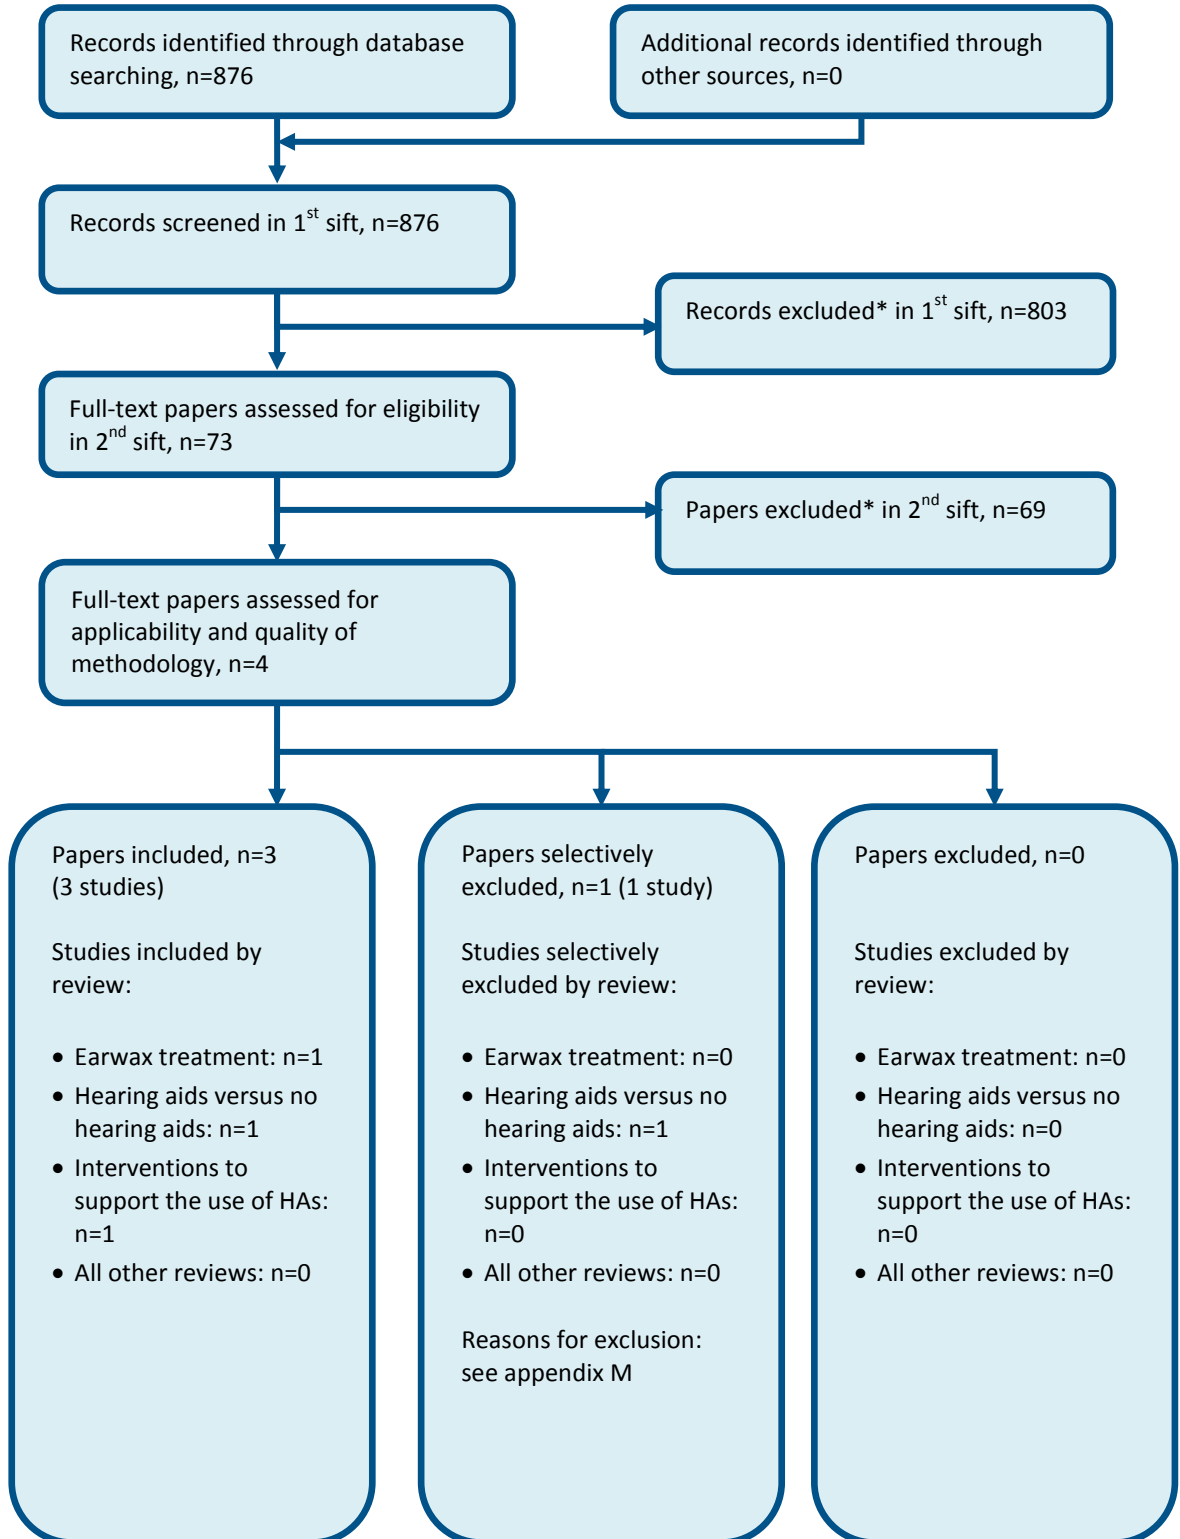 Records identified through database
searching, n=876
Additional records identified through
other sources, n=0
Records screened in 1st sift, n=876
Records excluded* in 1st sift, n=803
Full-text papers assessed for eligibility
in 2nd sift, n=73
Papers excluded* in 2nd sift, n=69
Full-text papers assessed for
applicability and quality of
methodology, n=4
Papers included, n=3
(3 studies)
Studies included by
review:
• Earwax treatment: n=1
• Hearing aids versus no
hearing aids: n=1
• Interventions to
support the use of HAs:
n=1
• All other reviews: n=0
Papers selectively
excluded, n=1 (1 study)
Studies selectively
excluded by review:
• Earwax treatment: n=0
• Hearing aids versus no
hearing aids: n=1
• Interventions to
support the use of HAs:
n=0
• All other reviews: n=0
Reasons for exclusion:
see appendix M
Papers excluded, n=0
Studies excluded by
review:
• Earwax treatment: n=0
• Hearing aids versus no
hearing aids: n=0
• Interventions to
support the use of HAs:
n=0
• All other reviews: n=0